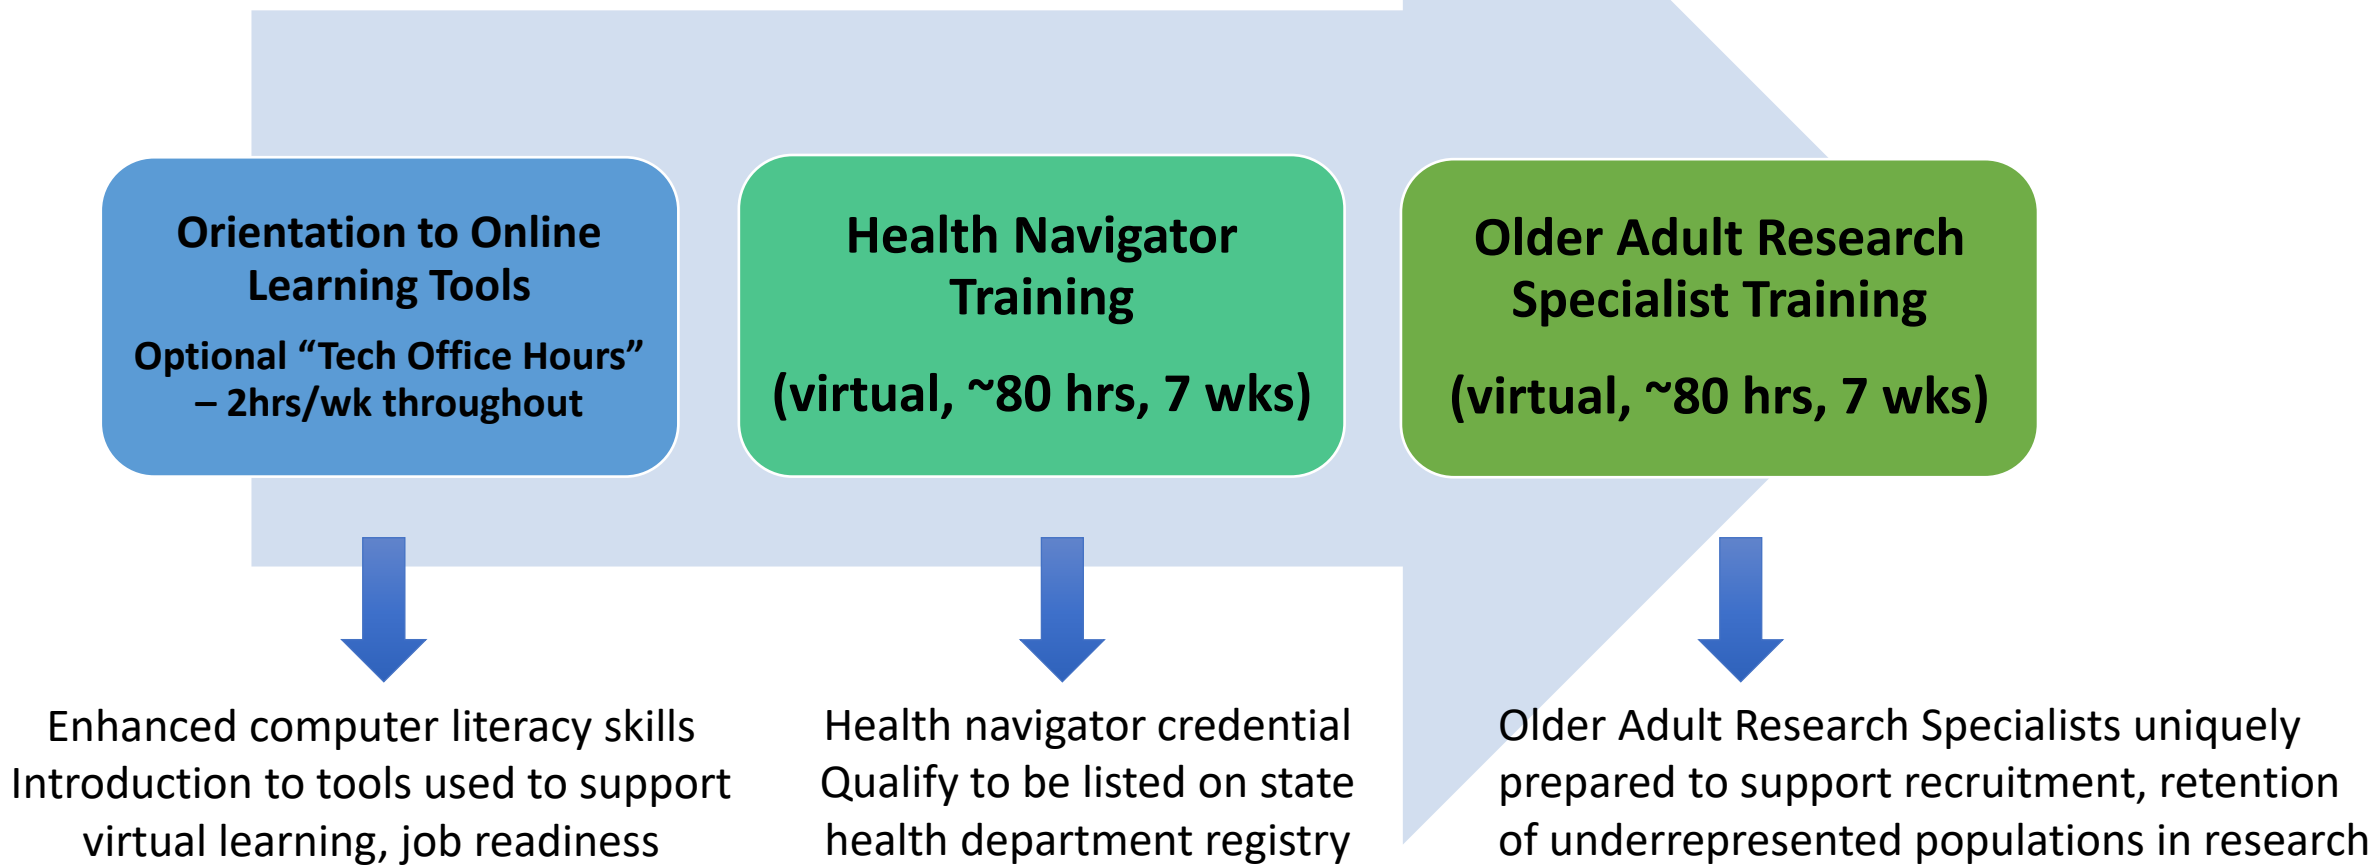 Orientation to Online
Learning Tools
Optional “Tech Office Hours”
– 2hrs/wk throughout
Health Navigator
Training
(virtual, ~80 hrs, 7 wks)
Older Adult Research
Specialist Training
(virtual, ~80 hrs, 7 wks)
Enhanced computer literacy skills
Introduction to tools used to support
virtual learning, job readiness
Health navigator credential
Qualify to be listed on state
health department registry
Older Adult Research Specialists uniquely
prepared to support recruitment, retention
of underrepresented populations in research